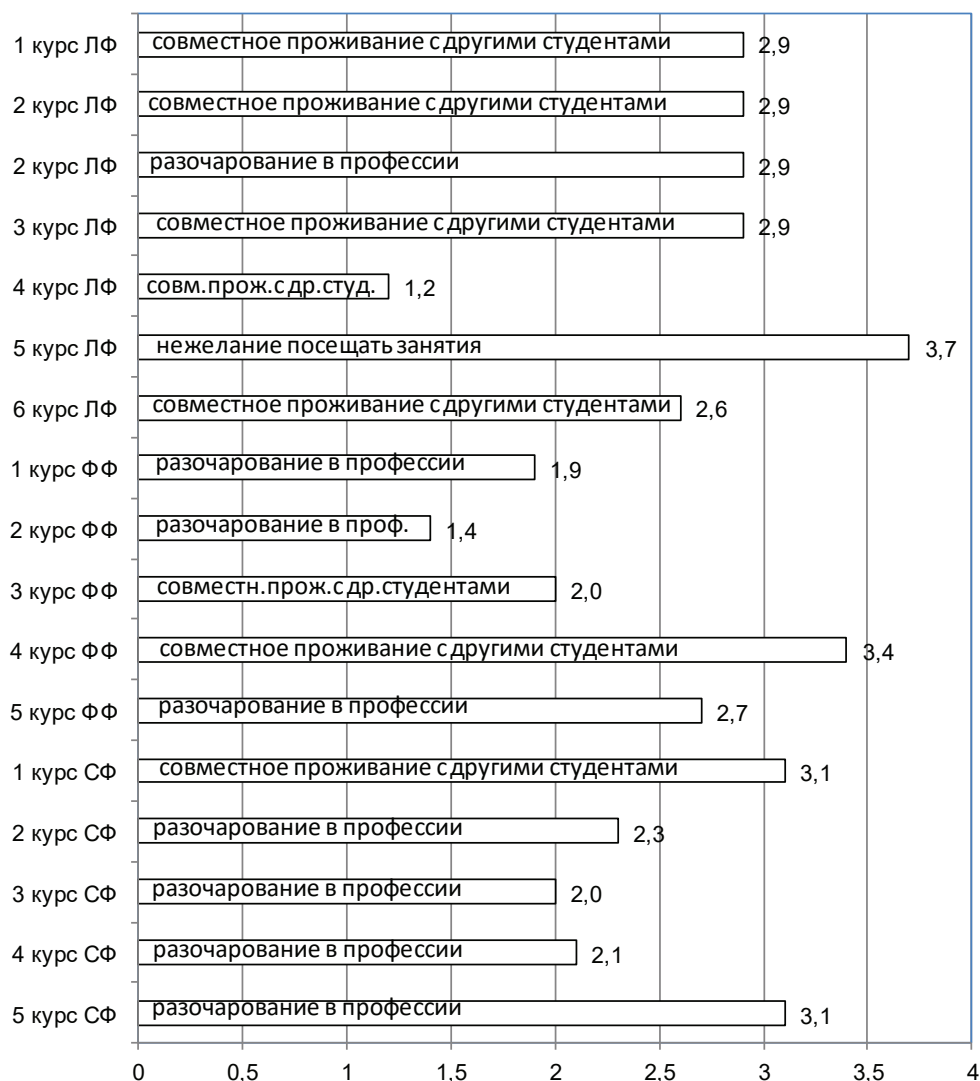 1 курс ЛФ совместное проживание с другими студентами 2,9
2 курс ЛФ совместное проживание с другими студентами 2,9
2 курс ЛФ разочарование в профессии 2,9
3 курс ЛФ совместное проживание с другими студентами 2,9
4 курс ЛФ совм.прож.с др.студ. 1,2
5 курс ЛФ нежелание посещать занятия 3,7
6 курс ЛФ совместное проживание с другими студентами 2,6
1 курс ФФ разочарование в профессии 1,9
2 курс ФФ разочарование в проф. 1,4
3 курс ФФ совместн.прож.с др.студентами 2,0
4 курс ФФ совместное проживание с другими студентами 3,4
5 курс ФФ разочарование в профессии 2,7
1 курс СФ совместное проживание с другими студентами 3,1
2 курс СФ разочарование в профессии 2,3
3 курс СФ разочарование в профессии 2,0
4 курс СФ разочарование в профессии 2,1
5 курс СФ разочарование в профессии 3,1
0 0,5 1 1,5 2 2,5 3 3,5 4